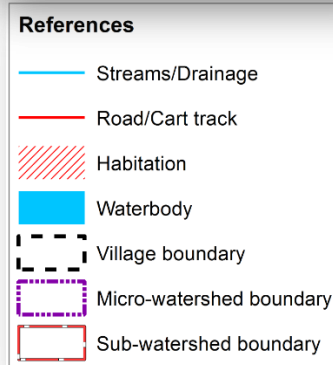 References
Streams/Drainage
Road/Cart track
Habitation
Waterbody
Village boundary
Micro-watershed boundary
Sub-watershed boundary